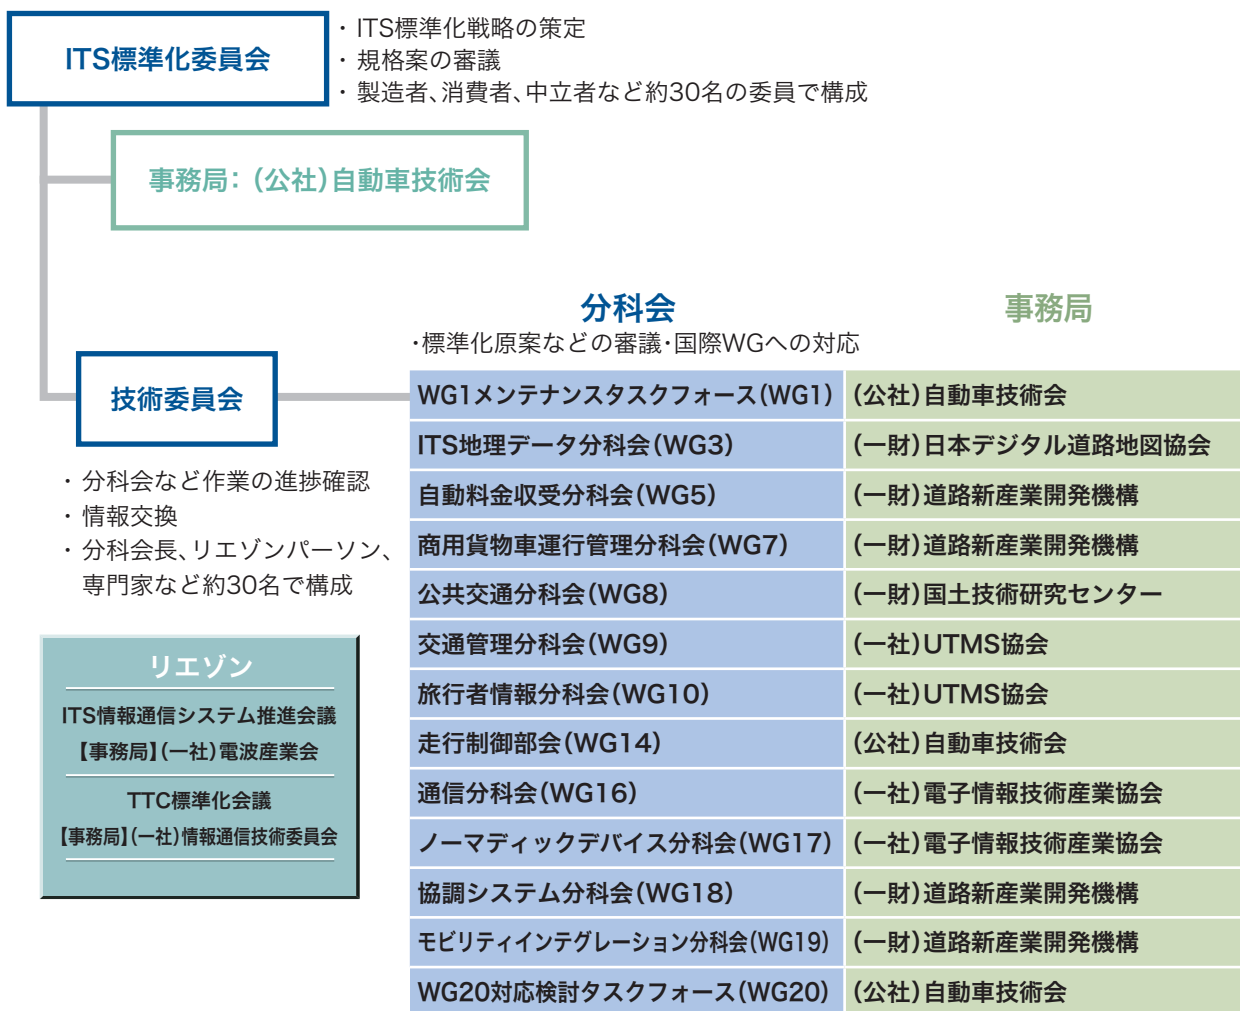 ITS標準化委員会
・ ITS標準化戦略の策定
・ 規格案の審議
・ 製造者、消費者、中立者など約30名の委員で構成
事務局：（公社）自動車技術会
分科会
・標準化原案などの審議・国際WGへの対応
事務局
技術委員会
・ 分科会など作業の進捗確認
・ 情報交換
・ 分科会長、リエゾンパーソン、
専門家など約30名で構成
リエゾン
ITS情報通信システム推進会議
【事務局】（一社）電波産業会
TTC標準化会議
【事務局】（一社）情報通信技術委員会
WG1メンテナンスタスクフォース（WG1） （公社）自動車技術会
ITS地理データ分科会（WG3） （一財）日本デジタル道路地図協会
自動料金収受分科会（WG5） （一財）道路新産業開発機構
商用貨物車運行管理分科会（WG7） （一財）道路新産業開発機構
公共交通分科会（WG8） （一財）国土技術研究センター
交通管理分科会（WG9） （一社）UTMS協会
旅行者情報分科会（WG10） （一社）UTMS協会
走行制御部会（WG14） （公社）自動車技術会
通信分科会（WG16） （一社）電子情報技術産業協会
ノーマディックデバイス分科会（WG17） （一社）電子情報技術産業協会
協調システム分科会（WG18） （一財）道路新産業開発機構
モビリティインテグレーション分科会（WG19） （一財）道路新産業開発機構
WG20対応検討タスクフォース（WG20） （公社）自動車技術会